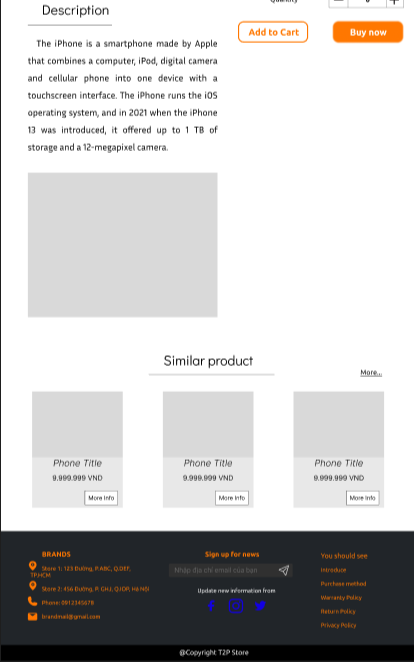 Description
Quantity
Add to Cart
Buy now
The iPhone is a smartphone made by Apple
that combines a computer, iPod, digital camera
and cellular phone into one device with a
touchscreen interface. The iPhone runs the iOS
operating system, and in 2021 when the iPhone
13 was introduced, it offered up to 1 TB of
storage and a 12-megapixel camera.
Similar product
More...
Phone Title
9.999.999 VND
More Info
Phone Title
9.999.999 VND
More Info
Phone Title
9.999.999 VND
More Info
BRANDS
Store 1: 123 Đường, P.ABC, Q.DEF,
TP.HCM
Store 2: 456 Đường, P. GHJ, Q.IOP, Hà Nội
Phone: 0912345678
brandmail@gmail.com
Sign up for news
Nhập địa chỉ email của bạn
Update new information from
You should see
Introduce
Purchase method
Warranty Policy
Return Policy
Privacy Policy
@Copyright T2P Store